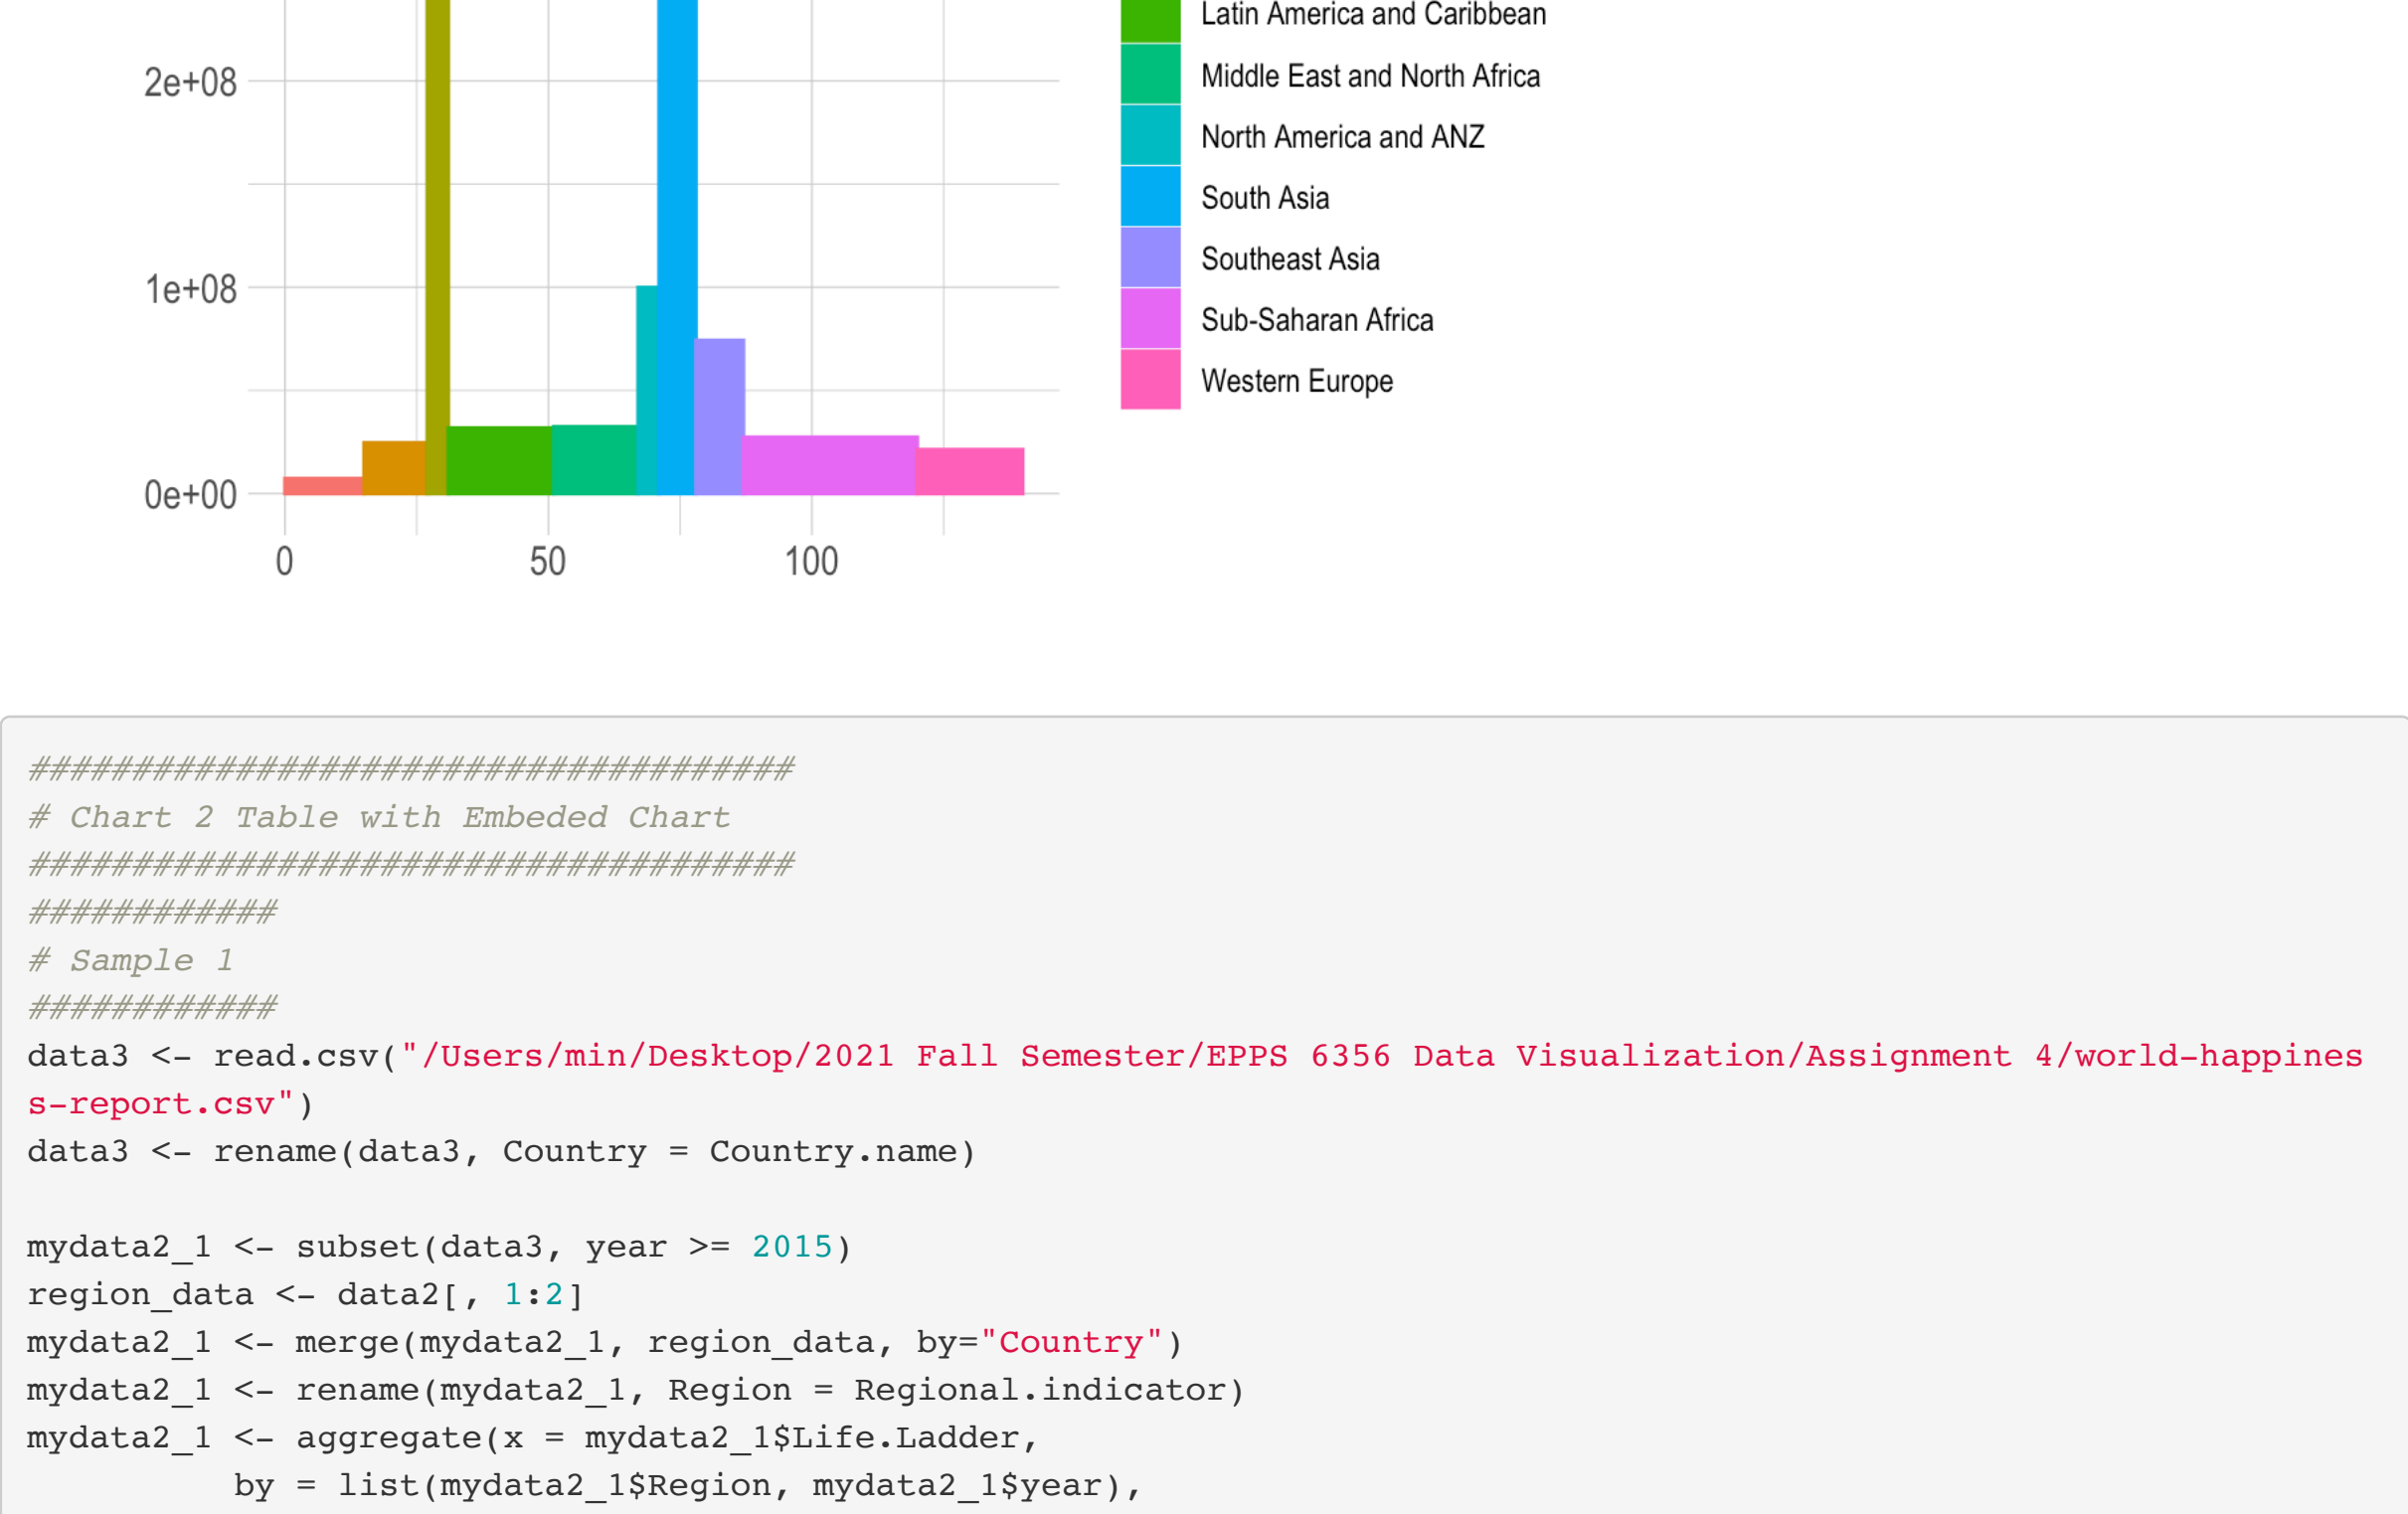 Latin America and Caribbean
2e+08
Middle East and North Africa
North America and ANZ
South Asia
Southeast Asia
1e+08
Sub-Saharan Africa
Western Europe
0e+00
0 50 100
#####################################
# Chart 2 Table with Embeded Chart
#####################################
############
# Sample 1
############
data3 <- read.csv("/Users/min/Desktop/2021 Fall Semester/EPPS 6356 Data Visualization/Assignment 4/world-happines
s-report.csv")
data3 <- rename(data3, Country = Country.name)
mydata2_1 <- subset(data3, year >= 2015)
region_data <- data2[, 1:2]
mydata2_1 <- merge(mydata2_1, region_data, by="Country")
mydata2_1 <- rename(mydata2_1, Region = Regional.indicator)
mydata2_1 <- aggregate(x = mydata2_1$Life.Ladder,
by = list(mydata2_1$Region, mydata2_1$year),